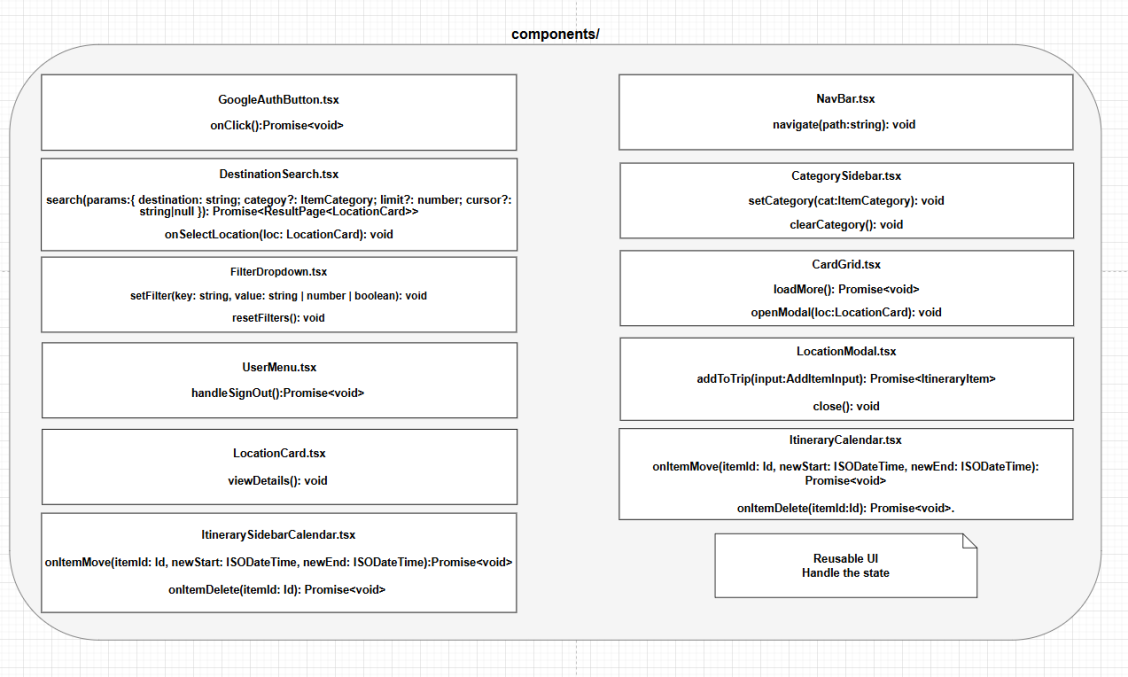 components/
GoogleAuthButton.tsx
onClick():Promise<void>
DestinationSearch.tsx
search(params:{ destination: string; categoy?: ItemCategory; limit?: number; cursor?:
string|null }): Promise<ResultPage<LocationCard>>
onSelectLocation(loc: LocationCard): void
FilterDropdown.tsx
setFilter(key: string, value: string | number | boolean): void
resetFilters(): void
UserMenu.tsx
handleSignOut():Promise<void>
LocationCard.tsx
viewDetails(): void
ItinerarySidebarCalendar.tsx
onItemMove(itemId: Id, newStart: ISODateTime, newEnd: ISODateTime):Promise<void>
onItemDelete(itemId: Id): Promise<void>
NavBar.tsx
navigate(path:string): void
CategorySidebar.tsx
setCategory(cat:ItemCategory): void
clearCategory(): void
CardGrid.tsx
loadMore(): Promise<void>
openModal(loc:LocationCard): void
LocationModal.tsx
addToTrip(input:AddItemInput): Promise<ItineraryItem>
close(): void
ItineraryCalendar.tsx
onItemMove(itemId: Id, newStart: ISODateTime, newEnd: ISODateTime):
Promise<void>
onItemDelete(itemId:Id): Promise<void>.
Reusable UI
Handle the state